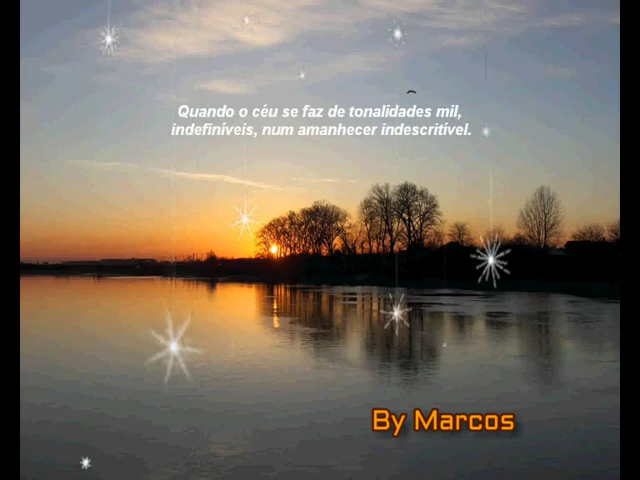 Quando o céu se faz de tonalidades mil,
indefiníveis, num amanhecer indescritível.
By Marcos